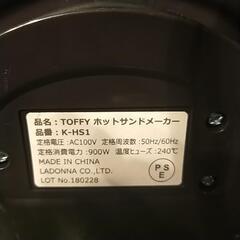 品名：TOFFY ホットサンドメーカー
品番：K-HS1
定格電圧：AC100V 定格周波数：50Hz/60Hz
定格消費電力：900W 温度ヒューズ：240℃
MADE IN CHINA
LADONNA CO.,LTD.
LOT No.180228
P S
E